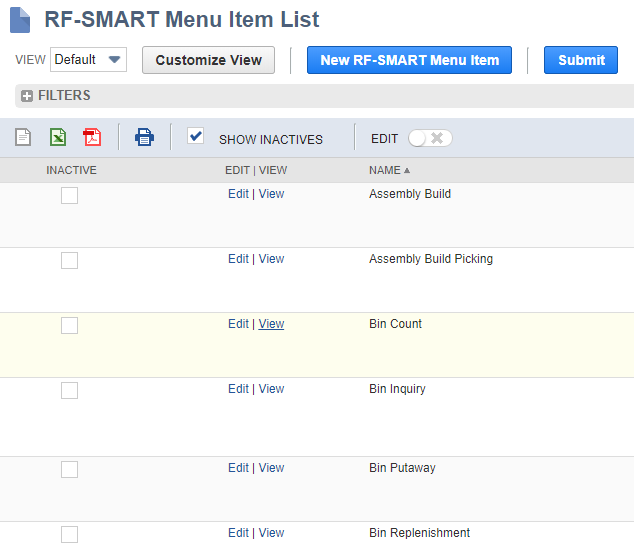 RF-SMART Menu Item List
VIEW Default Customize View New RF-SMART Menu Item Submit
FILTERS
SHOW INACTIVES EDIT
INACTIVE EDIT | VIEW NAME
Edit | View Assembly Build
Edit | View Assembly Build Picking
Edit | View Bin Count
Edit | View Bin Inquiry
Edit | View Bin Putaway
Edit | View Bin Replenishment